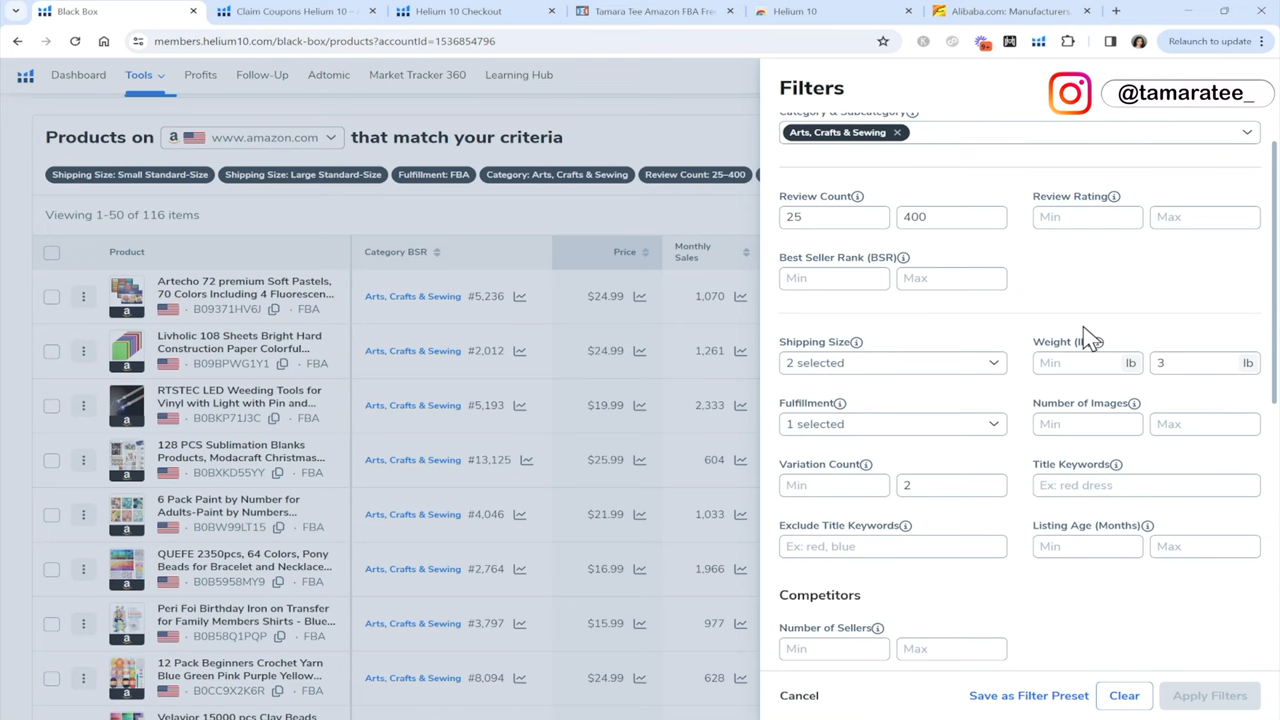 Black Box
Claim Coupons Helium 10 –
Helium 10 Checkout
Tamara Tee Amazon FBA Fre
Helium 10
Alibaba.com: Manufacturers
members.helium10.com/black-box/products?accountId=1536854796
9+
Relaunch to update
Dashboard
Tools
Profits
Follow-Up
Adtomic
Market Tracker 360
Learning Hub
Filters
@tamaratee_
Products on
a
www.amazon.com
that match your criteria
Shipping Size: Small Standard-Size
Shipping Size: Large Standard-Size
Fulfillment: FBA
Category: Arts, Crafts & Sewing
Review Count: 25–400
Viewing 1-50 of 116 items
Product
Category BSR
Price
Monthly
Sales
Artecho 72 premium Soft Pastels,
70 Colors Including 4 Fluorescen...
B09371HV6J · FBA
Arts, Crafts & Sewing #5,236
$24.99
1,070
Livholic 108 Sheets Bright Hard
Construction Paper Colorful...
B09BPWG1Y1 · FBA
Arts, Crafts & Sewing #2,012
$24.99
1,261
RTSTEC LED Weeding Tools for
Vinyl with Light with Pin and...
B0BKP71J3C · FBA
Arts, Crafts & Sewing #5,193
$19.99
2,333
128 PCS Sublimation Blanks
Products, Modacraft Christmas...
B0BXKD55YY · FBA
Arts, Crafts & Sewing #13,125
$25.99
604
6 Pack Paint by Number for
Adults-Paint by Numbers for...
B0BW99LT15 · FBA
Arts, Crafts & Sewing #4,046
$21.99
1,033
QUEFE 2350pcs, 64 Colors, Pony
Beads for Bracelet and Necklace...
B0B5958MY9 · FBA
Arts, Crafts & Sewing #2,764
$16.99
1,966
Peri Foi Birthday Iron on Transfer
for Family Members Shirts - Blue...
B0B58Q1PQP · FBA
Arts, Crafts & Sewing #3,797
$15.99
977
12 Pack Beginners Crochet Yarn
Blue Green Pink Purple Yellow...
B0CC9X2K6R · FBA
Arts, Crafts & Sewing #8,094
$24.99
628
Velavior 15000 pcs Clay Beads
Category & Subcategory
Arts, Crafts & Sewing
Review Count
25
400
Review Rating
Min
Max
Best Seller Rank (BSR)
Min
Max
Shipping Size
2 selected
Weight
Min
lb
3
lb
Fulfillment
1 selected
Number of Images
Min
Max
Variation Count
Min
2
Title Keywords
Ex: red dress
Exclude Title Keywords
Ex: red, blue
Listing Age (Months)
Min
Max
Competitors
Number of Sellers
Min
Max
Cancel
Save as Filter Preset
Clear
Apply Filters